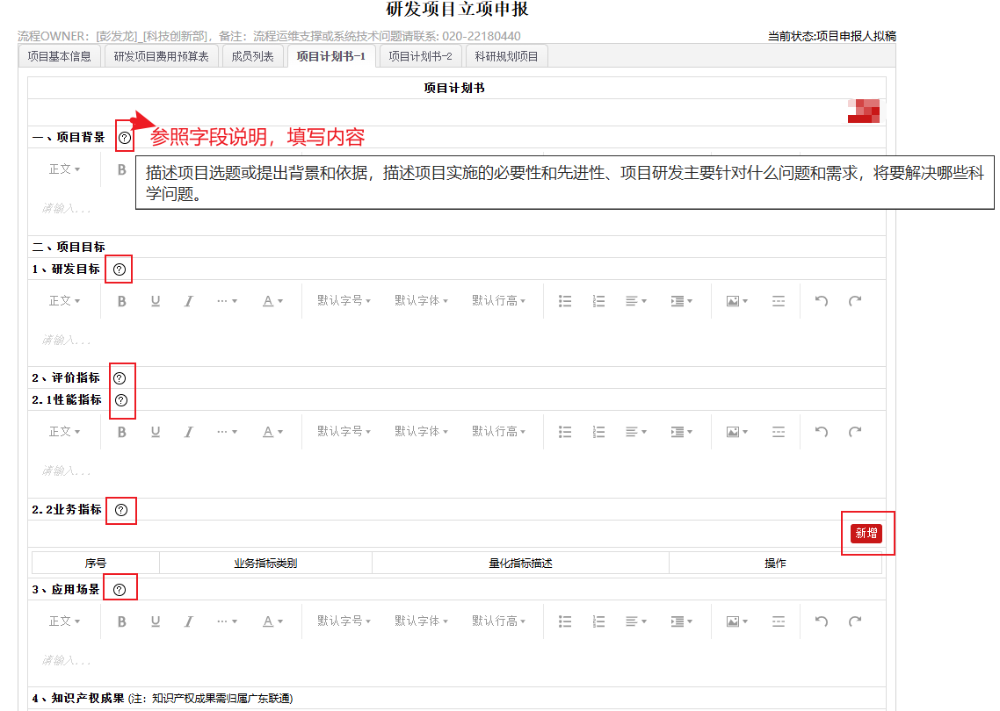 研发项目立项申报
流程OWNER：[彭发龙]_[科技创新部]，备注：流程运维支撑或系统技术问题请联系: 020-22180440 当前状态:项目申报人拟稿
项目基本信息 研发项目费用预算表 成员列表 项目计划书-1 项目计划书-2 科研规划项目
项目计划书
一、项目背景 ? 参照字段说明，填写内容
正文 B
描述项目选题或提出背景和依据，描述项目实施的必要性和先进性、项目研发主要针对什么问题和需求，将要解决哪些科
学问题。
请输入...
二、项目目标
1、研发目标 ?
正文 B U I ... A 默认字号 默认字体 默认行高
请输入...
2、评价指标 ?
2.1性能指标 ?
正文 B U I ... A 默认字号 默认字体 默认行高
请输入...
2.2业务指标 ?
新增
序号 业务指标类别 量化指标描述 操作
3、应用场景 ?
正文 B U I ... A 默认字号 默认字体 默认行高
请输入...
4、知识产权成果 (注：知识产权成果需归属广东联通)